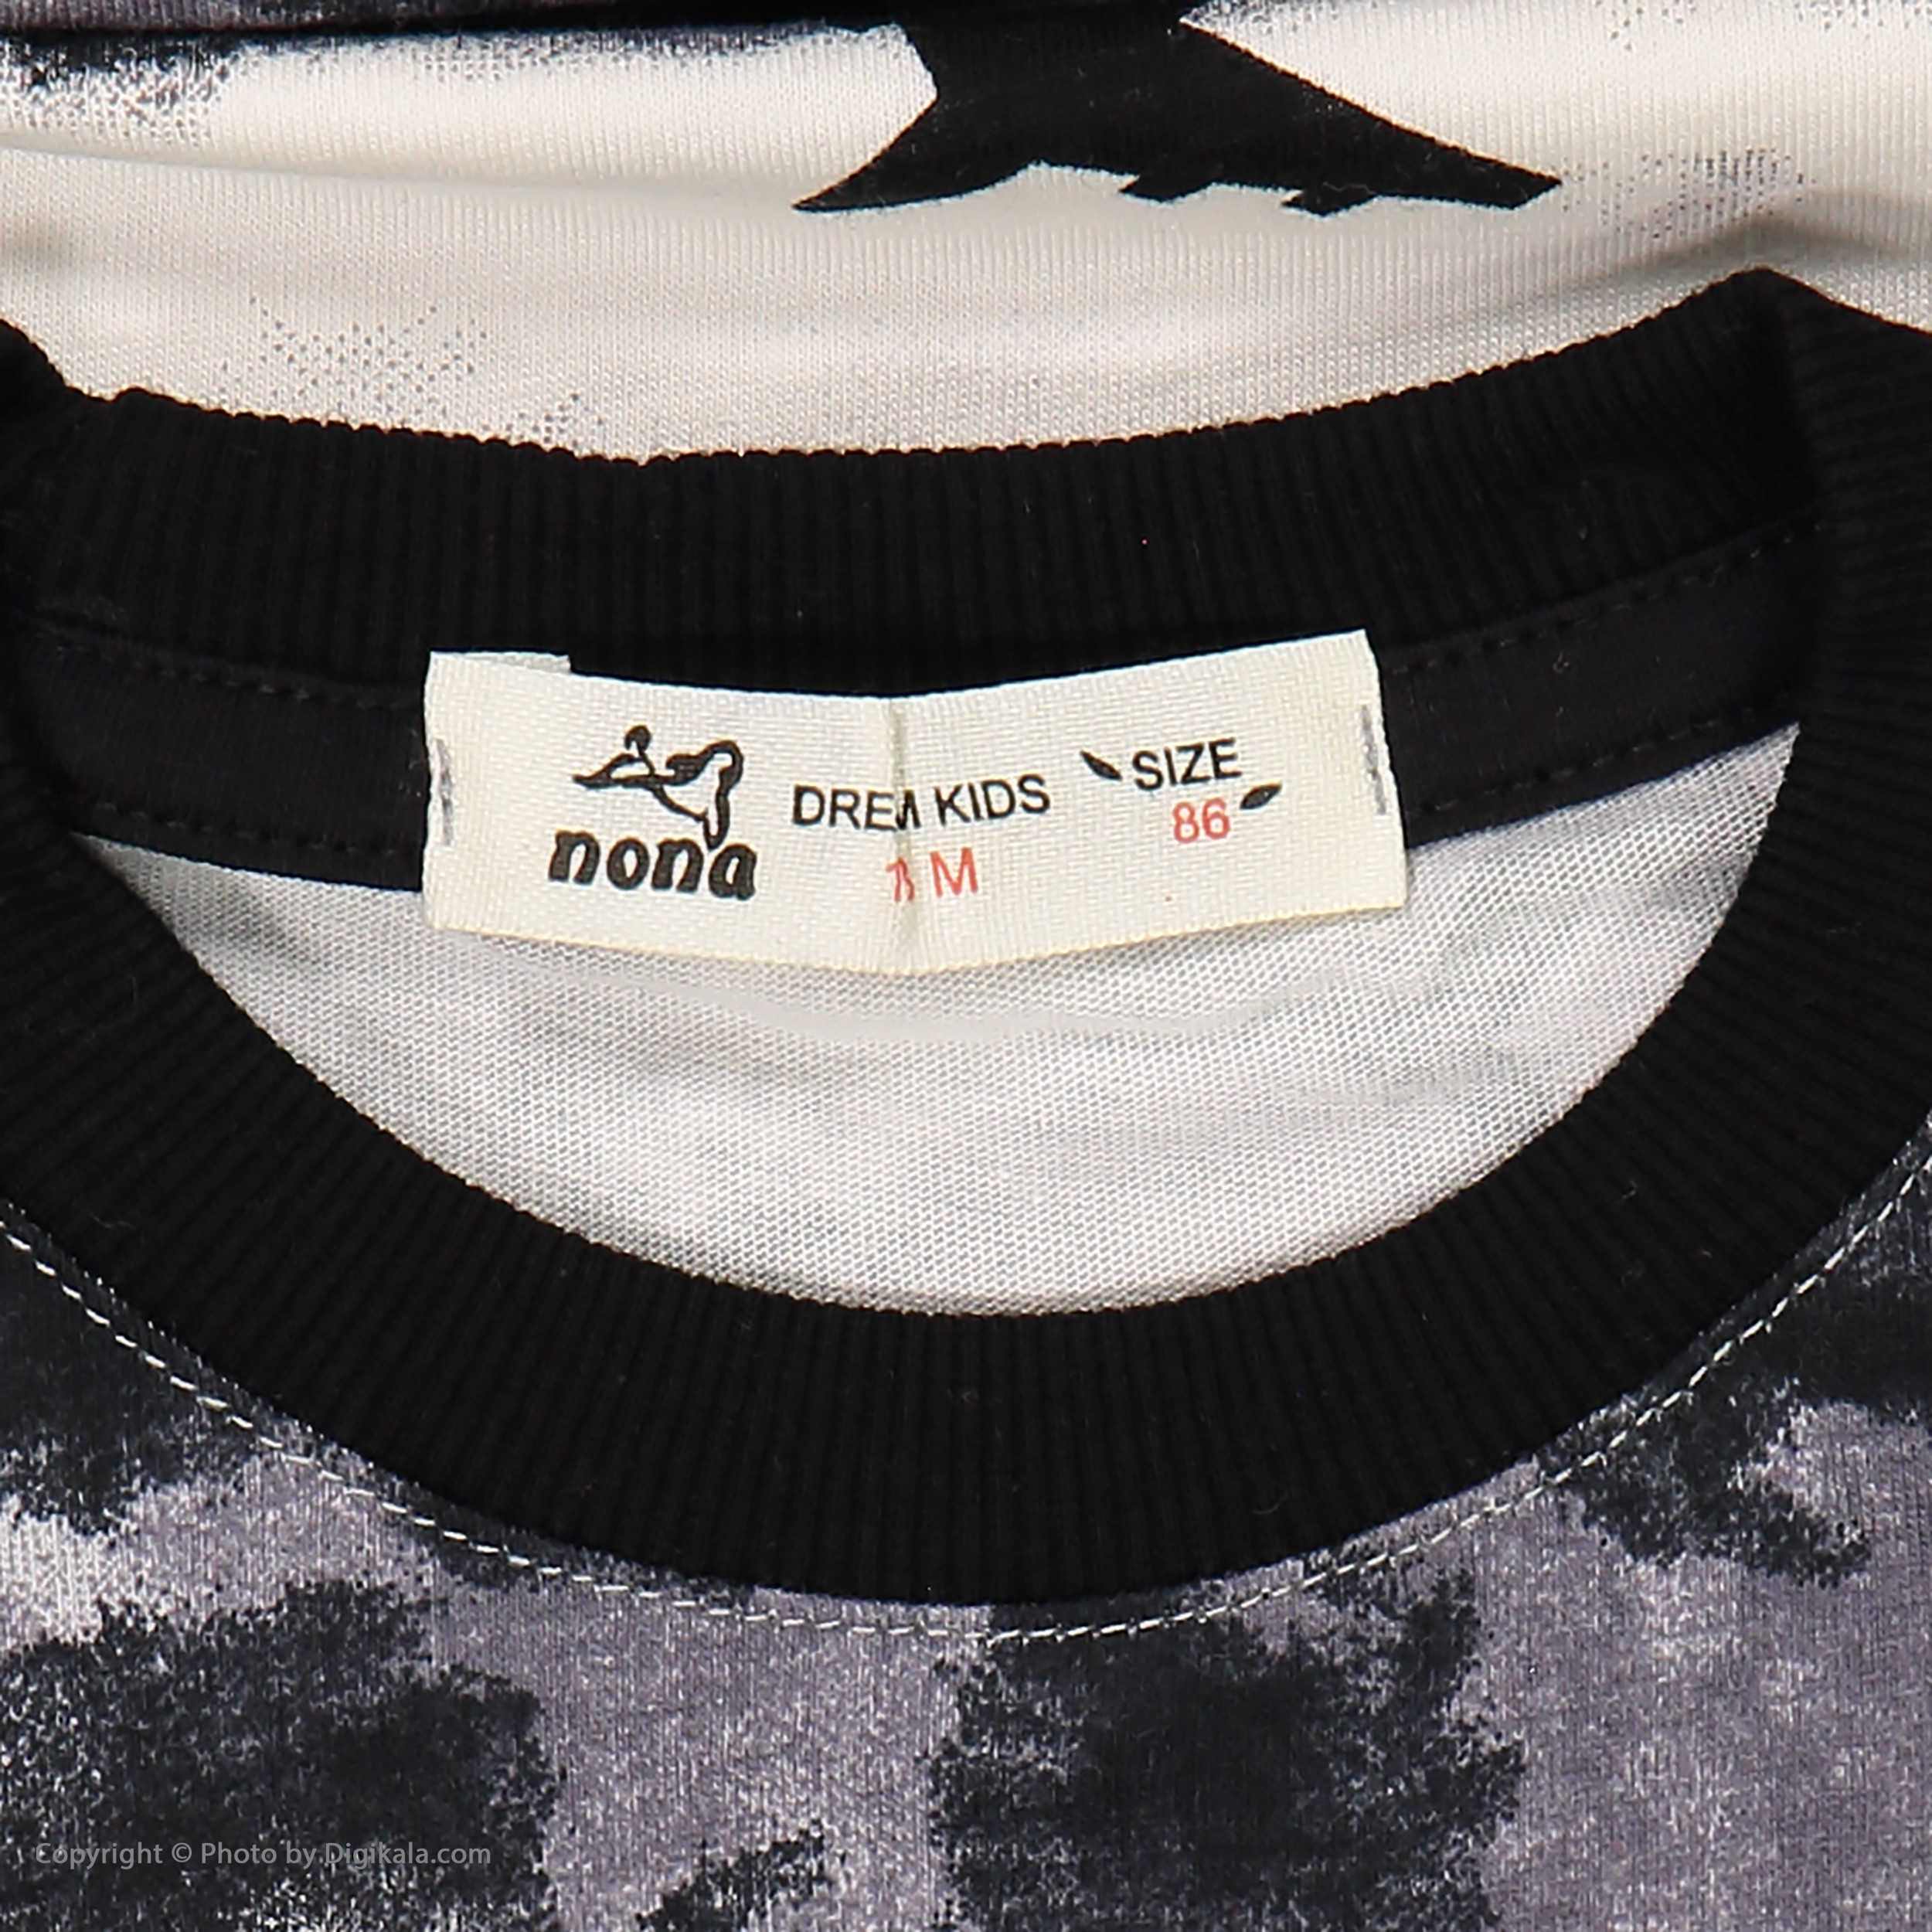 nona
DREM KIDS
SIZE
86
M
Copyright © Photo by Digikala.com